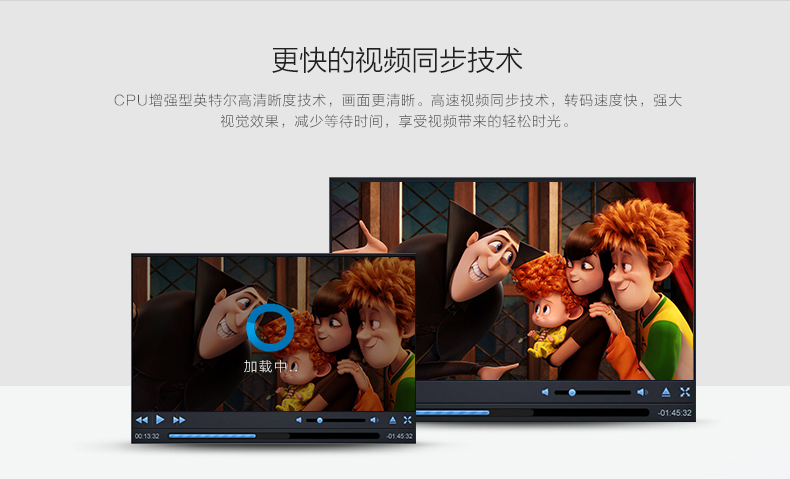 更快的视频同步技术
CPU增强型英特尔高清晰度技术，画面更清晰。高速视频同步技术，转码速度快，强大
视觉效果，减少等待时间，享受视频带来的轻松时光。
加载中..
-01:45:32
00:13:32
-01:45:32